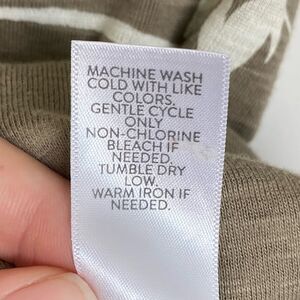 MACHINE WASH
COLD WITH LIKE
COLORS.
GENTLE CYCLE
ONLY
NON-CHLORINE
BLEACH IF
NEEDED.
TUMBLE DRY
LOW.
WARM IRON IF
NEEDED.